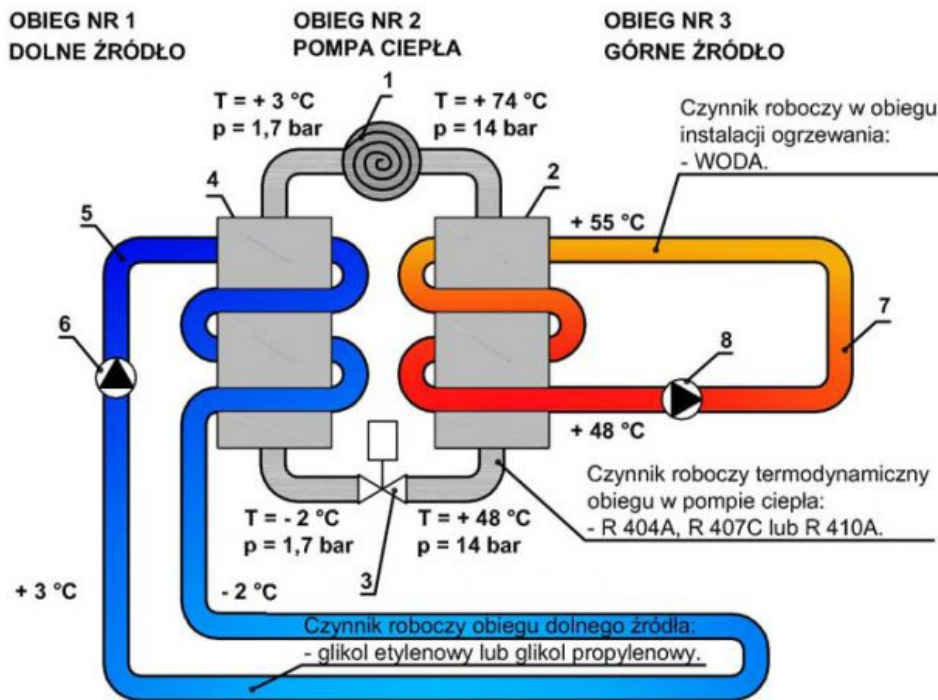 OBIEG NR 1
DOLNE ŹRÓDŁO
OBIEG NR 2
POMPA CIEPŁA
OBIEG NR 3
GÓRNE ŹRÓDŁO
1
T = + 3 °C
p = 1,7 bar
T = + 74 °C
p = 14 bar
Czynnik roboczy w obiegu
instalacji ogrzewania:
- WODA.
4
2
5
+ 55 °C
6
7
8
+ 48 °C
Czynnik roboczy termodynamiczny
obiegu w pompie ciepła:
- R 404A, R 407C lub R 410A.
T = - 2 °C
p = 1,7 bar
T = + 48 °C
p = 14 bar
3
+ 3 °C
- 2 °C
Czynnik roboczy obiegu dolnego źródła:
- glikol etylenowy lub glikol propylenowy.